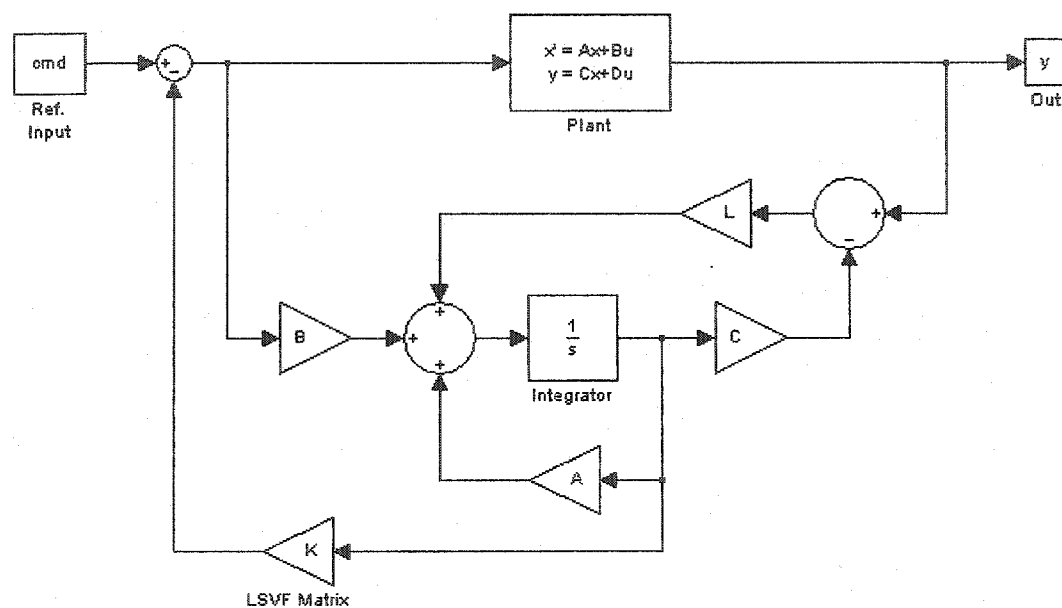 cmd
Ref.
Input
+
−
x' = Ax+Bu
y = Cx+Du
Plant
y
Out
L
+
−
B
+
+
+
1
s
Integrator
C
A
K
LSVF Matrix